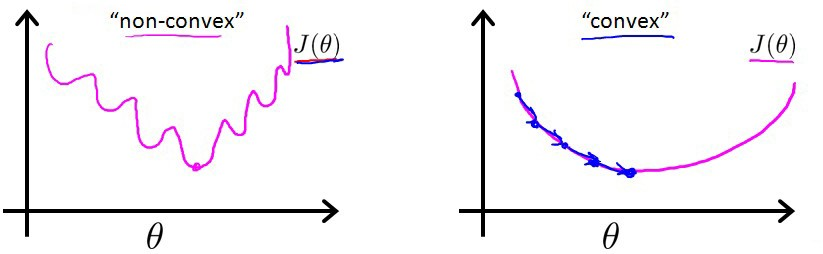 “non-convex”
J(θ)
θ
“convex”
J(θ)
θ